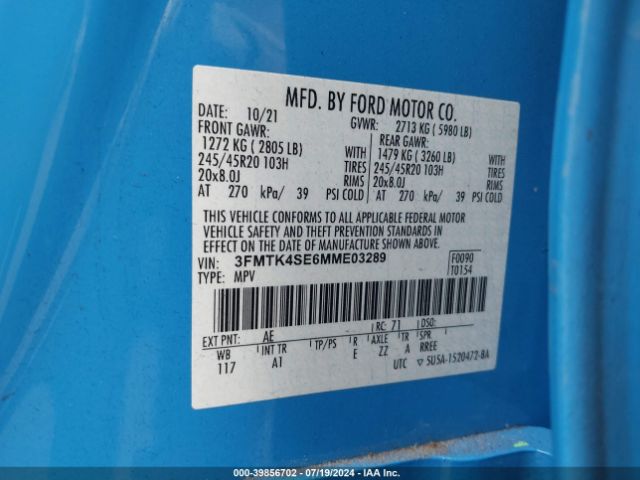 MFD. BY FORD MOTOR CO.
DATE: 10/21 GVWR: 2713 KG ( 5980 LB)
FRONT GAWR: REAR GAWR:
1272 KG ( 2805 LB) WITH 1479 KG ( 3260 LB) WITH
245/45R20 103H TIRES 245/45R20 103H TIRES
20x8.0J RIMS 20x8.0J RIMS
AT 270 kPa/ 39 PSI COLD AT 270 kPa/ 39 PSI COLD
THIS VEHICLE CONFORMS TO ALL APPLICABLE FEDERAL MOTOR
VEHICLE SAFETY AND THEFT PREVENTION STANDARDS IN
EFFECT ON THE DATE OF MANUFACTURE SHOWN ABOVE.
VIN: 3FMTK4SE6MME03289 F0090
TYPE: MPV T0154
EXT PNT: AE RC: 71 DSO:
WB INT TR TP/PS R AXLE TR SPR
117 A1 E ZZ A RREE
UTC ▽ 5U5A-1520472-BA
000-39856702 / 07/19/2024 - IAA Inc.